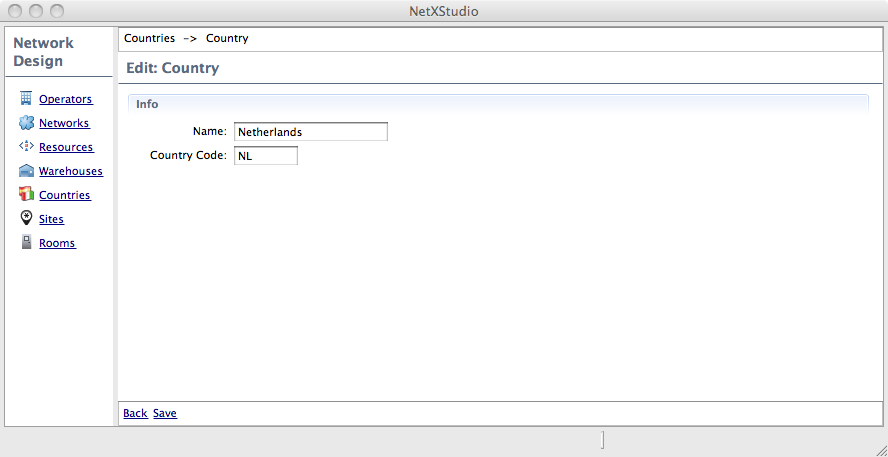 NetXStudio
Network
Design
Operators
Networks
Resources
Warehouses
Countries
Sites
Rooms
Countries -> Country
Edit: Country
Info
Name: Netherlands
Country Code: NL
Back Save